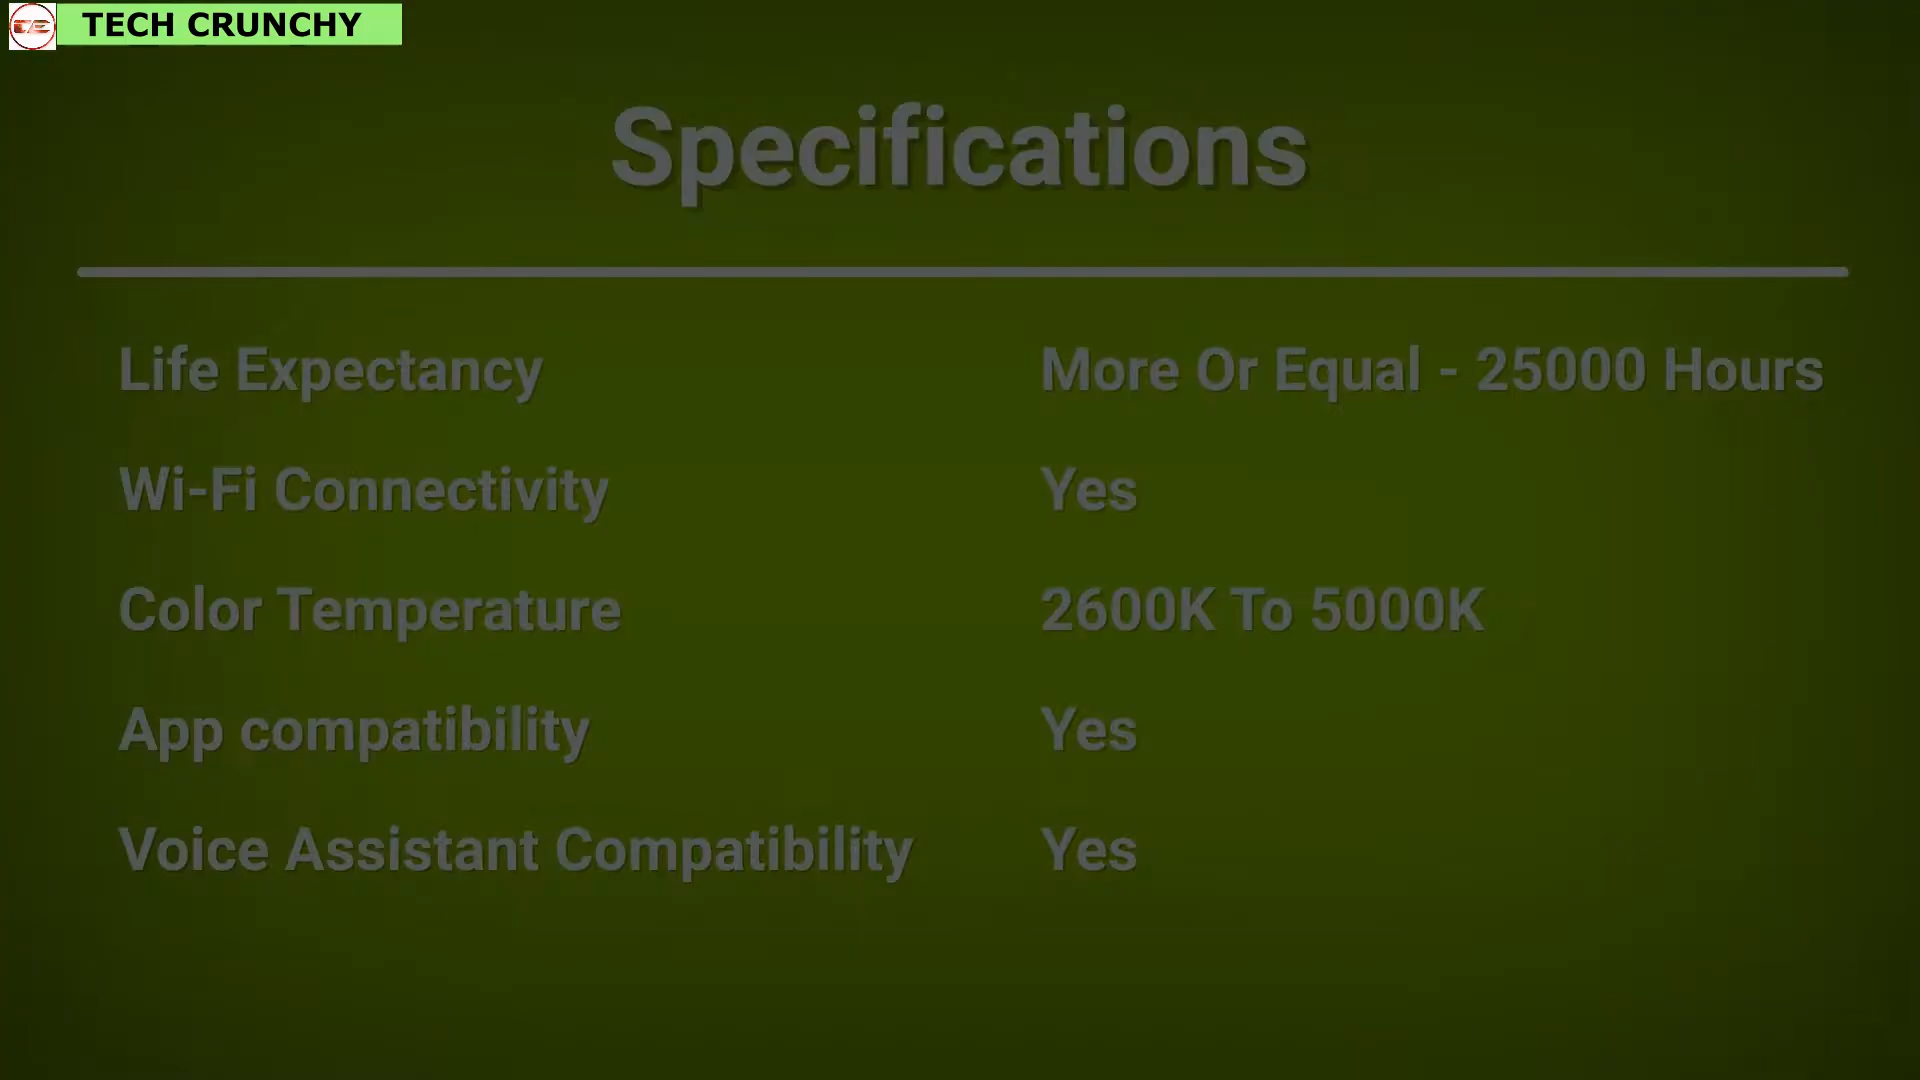 TECH CRUNCHY
Specifications
Life Expectancy More Or Equal - 25000 Hours
Wi-Fi Connectivity Yes
Color Temperature 2600K To 5000K
App compatibility Yes
Voice Assistant Compatibility Yes